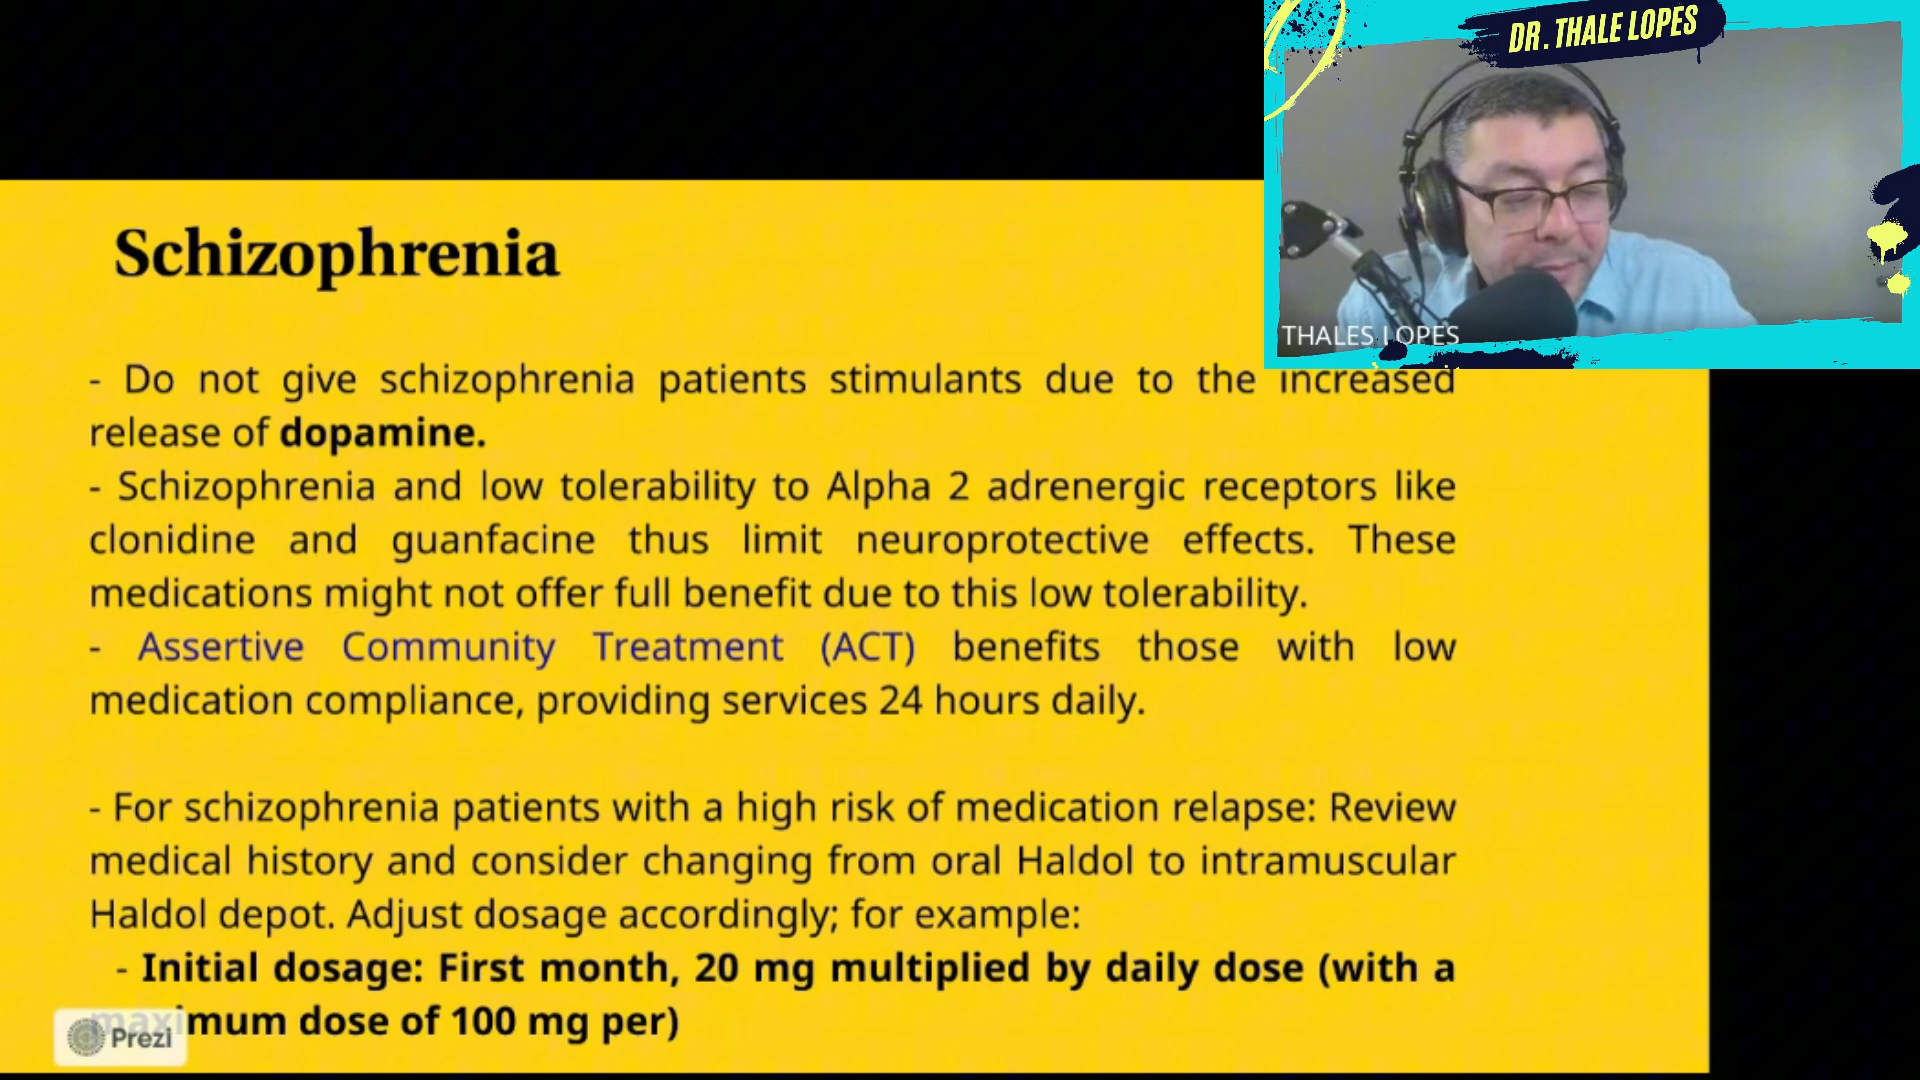 DR. THALE LOPES
THALES LOPES
Schizophrenia
- Do not give schizophrenia patients stimulants due to the increased
release of dopamine.
- Schizophrenia and low tolerability to Alpha 2 adrenergic receptors like
clonidine and guanfacine thus limit neuroprotective effects. These
medications might not offer full benefit due to this low tolerability.
- Assertive Community Treatment (ACT) benefits those with low
medication compliance, providing services 24 hours daily.
- For schizophrenia patients with a high risk of medication relapse: Review
medical history and consider changing from oral Haldol to intramuscular
Haldol depot. Adjust dosage accordingly; for example:
- Initial dosage: First month, 20 mg multiplied by daily dose (with a
maximum dose of 100 mg per)
Prezi